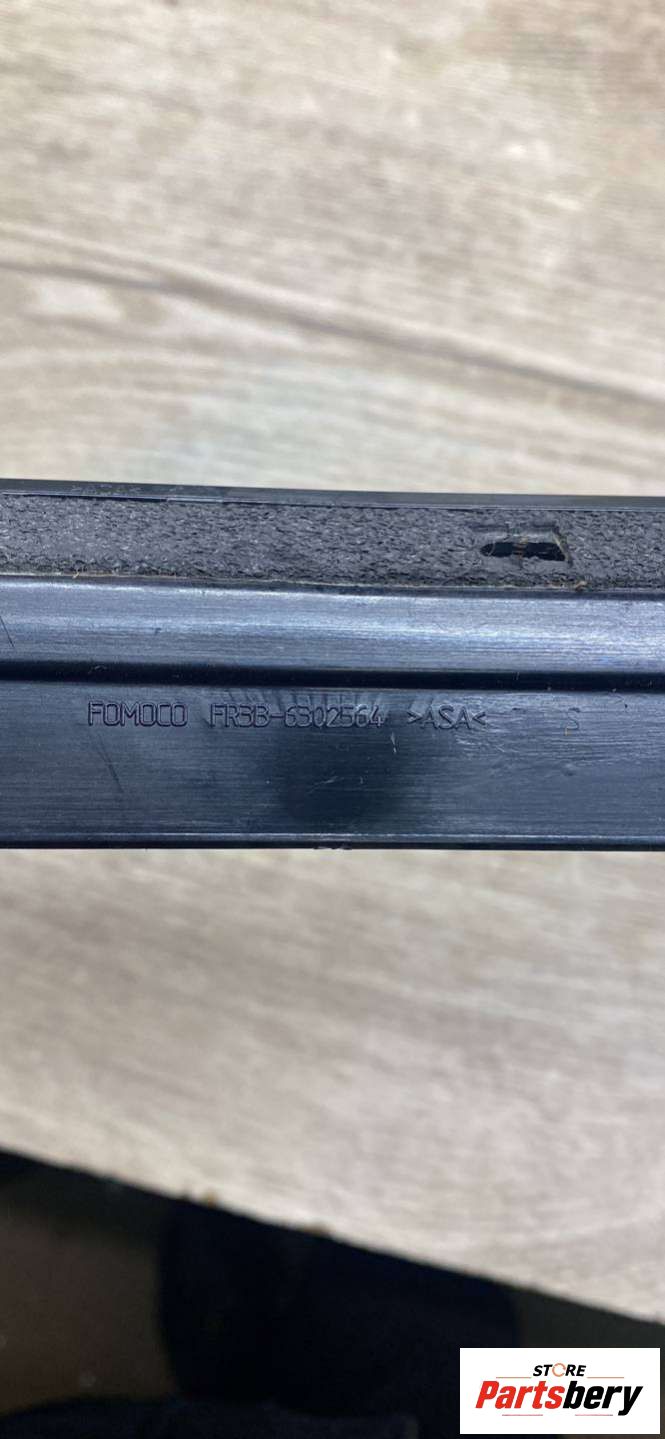 FOMOCO FR3B-6302564 >ASA< S
STORE
Partsbery